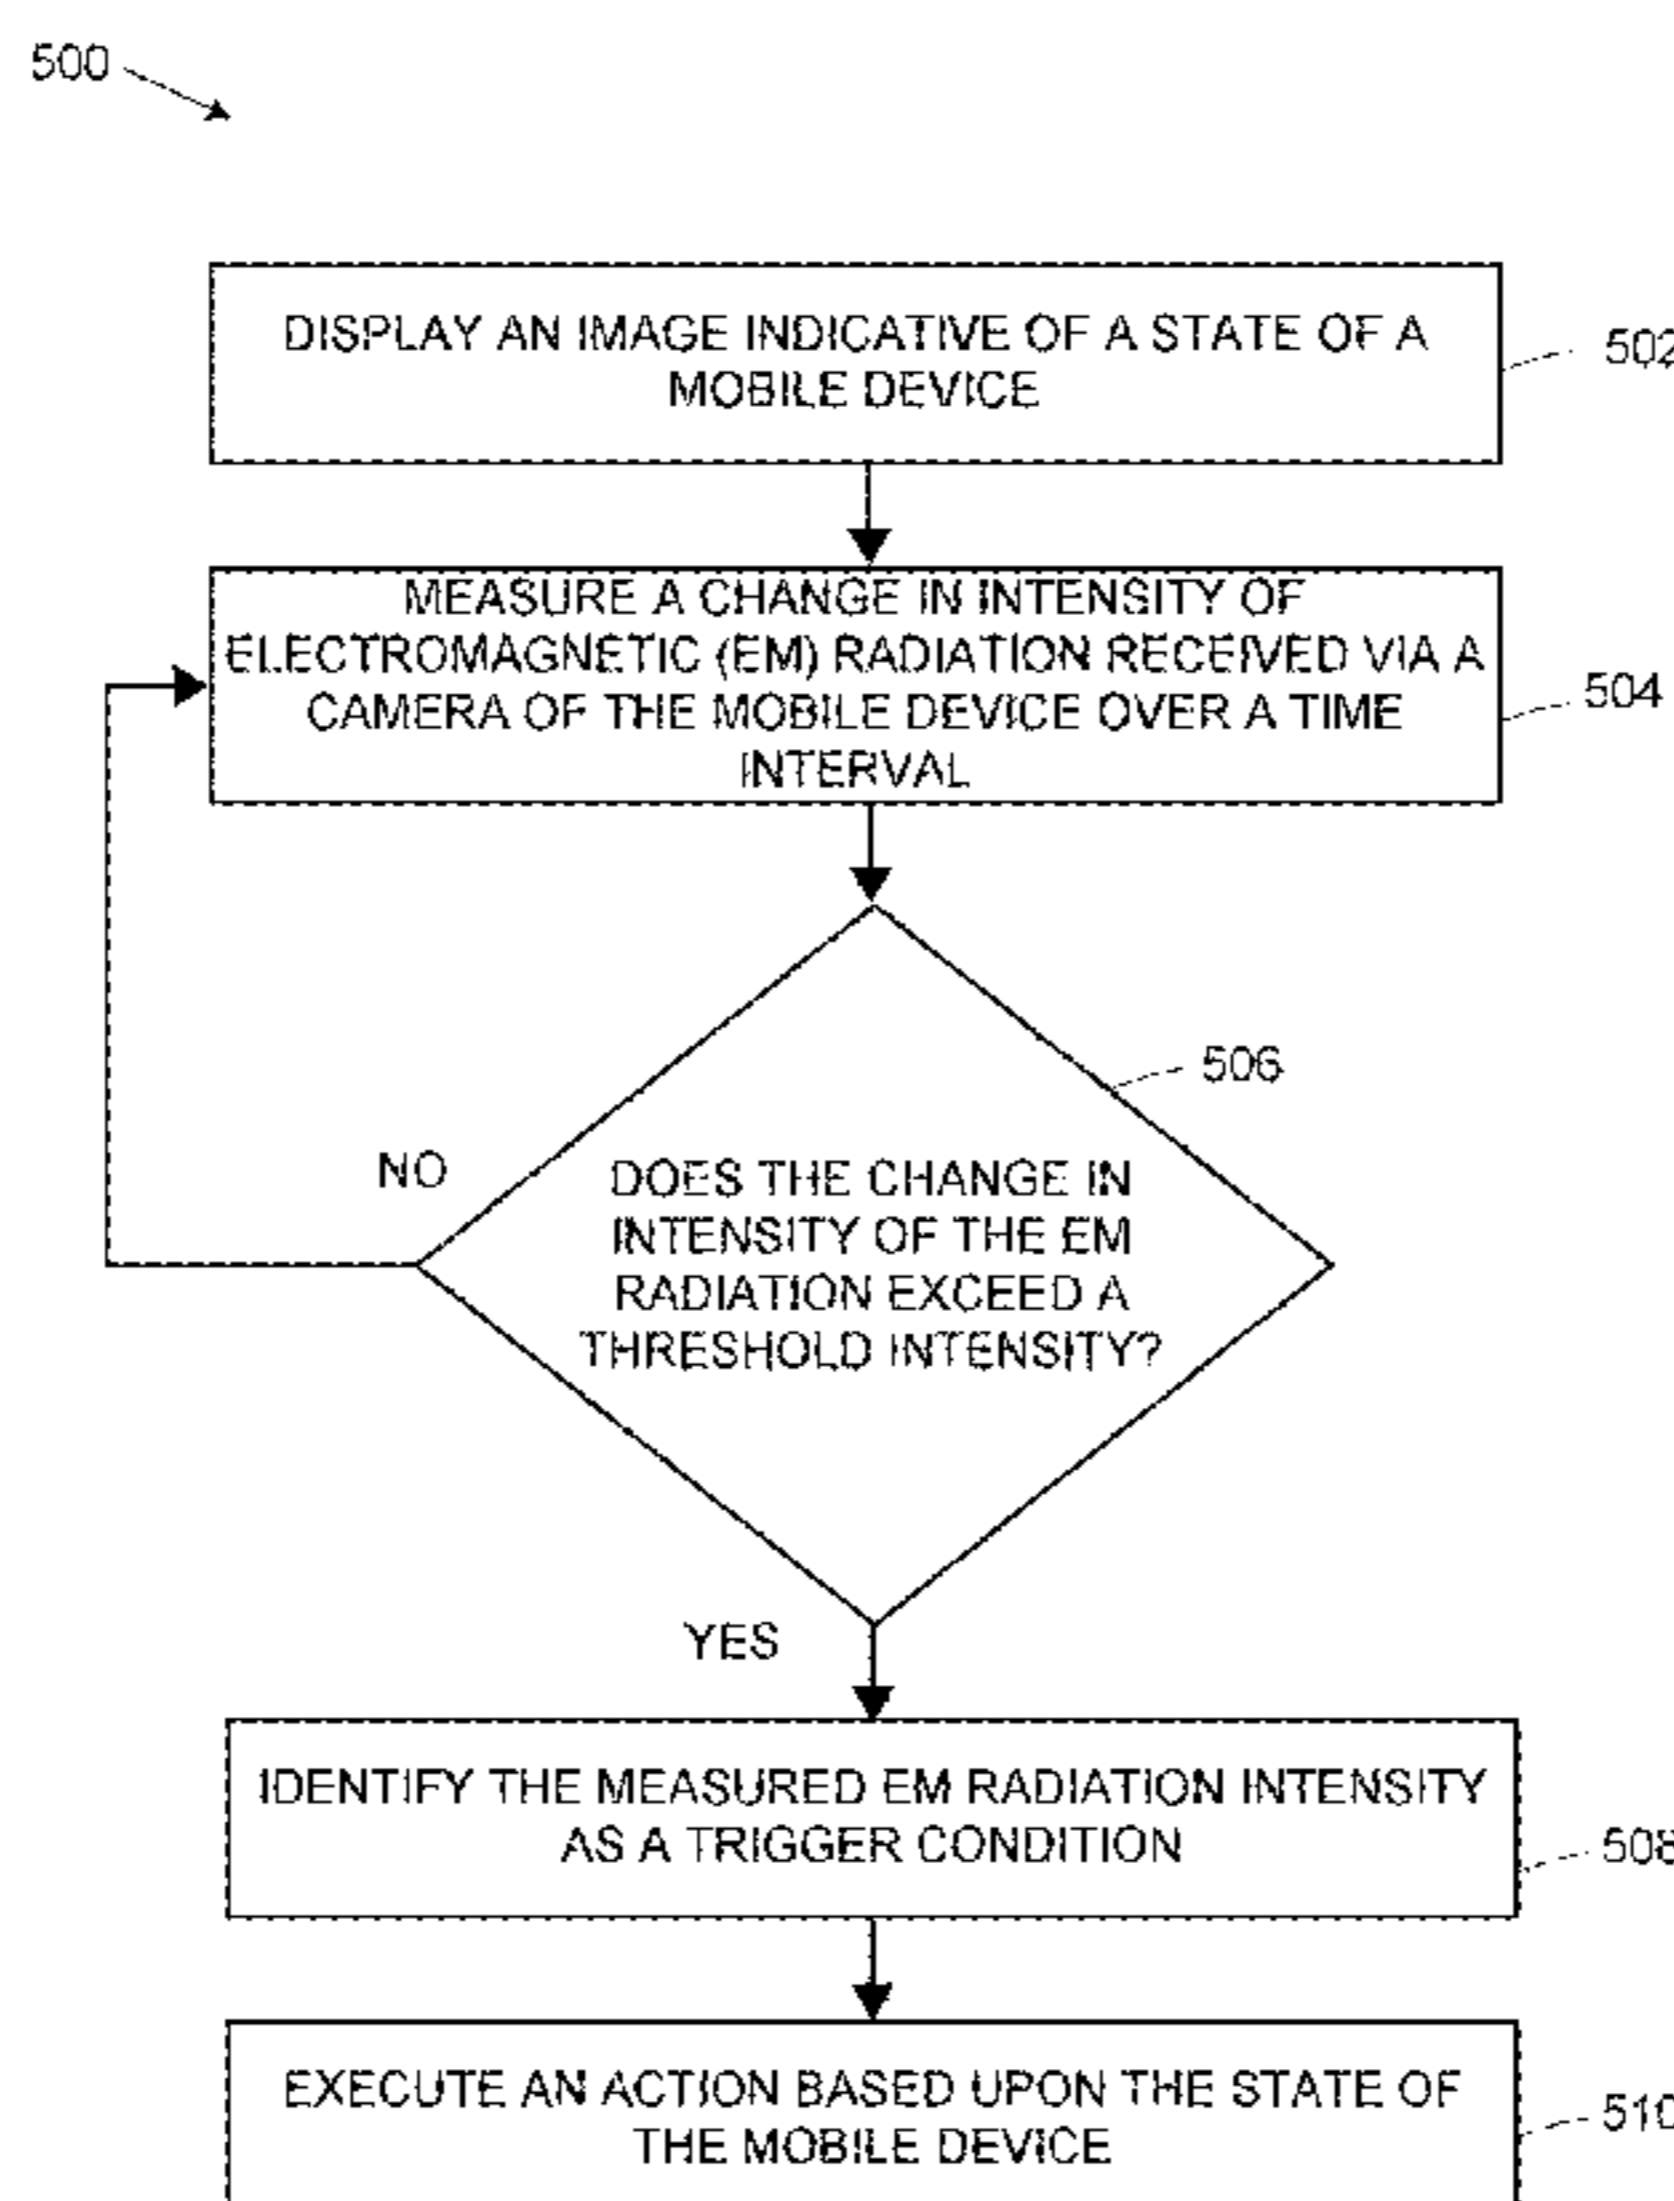 500
DISPLAY AN IMAGE INDICATIVE OF A STATE OF A
MOBILE DEVICE
502
MEASURE A CHANGE IN INTENSITY OF
ELECTROMAGNETIC (EM) RADIATION RECEIVED VIA A
CAMERA OF THE MOBILE DEVICE OVER A TIME
INTERVAL
504
506
NO
DOES THE CHANGE IN
INTENSITY OF THE EM
RADIATION EXCEED A
THRESHOLD INTENSITY?
YES
IDENTIFY THE MEASURED EM RADIATION INTENSITY
AS A TRIGGER CONDITION
508
EXECUTE AN ACTION BASED UPON THE STATE OF
THE MOBILE DEVICE
510